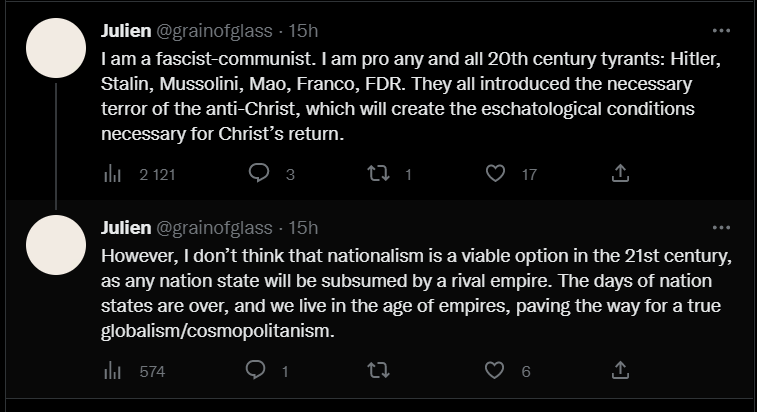 Julien @grainofglass · 15h
I am a fascist-communist. I am pro any and all 20th century tyrants: Hitler,
Stalin, Mussolini, Mao, Franco, FDR. They all introduced the necessary
terror of the anti-Christ, which will create the eschatological conditions
necessary for Christ’s return.
2 121 3 1 17
Julien @grainofglass · 15h
However, I don’t think that nationalism is a viable option in the 21st century,
as any nation state will be subsumed by a rival empire. The days of nation
states are over, and we live in the age of empires, paving the way for a true
globalism/cosmopolitanism.
574 1 6